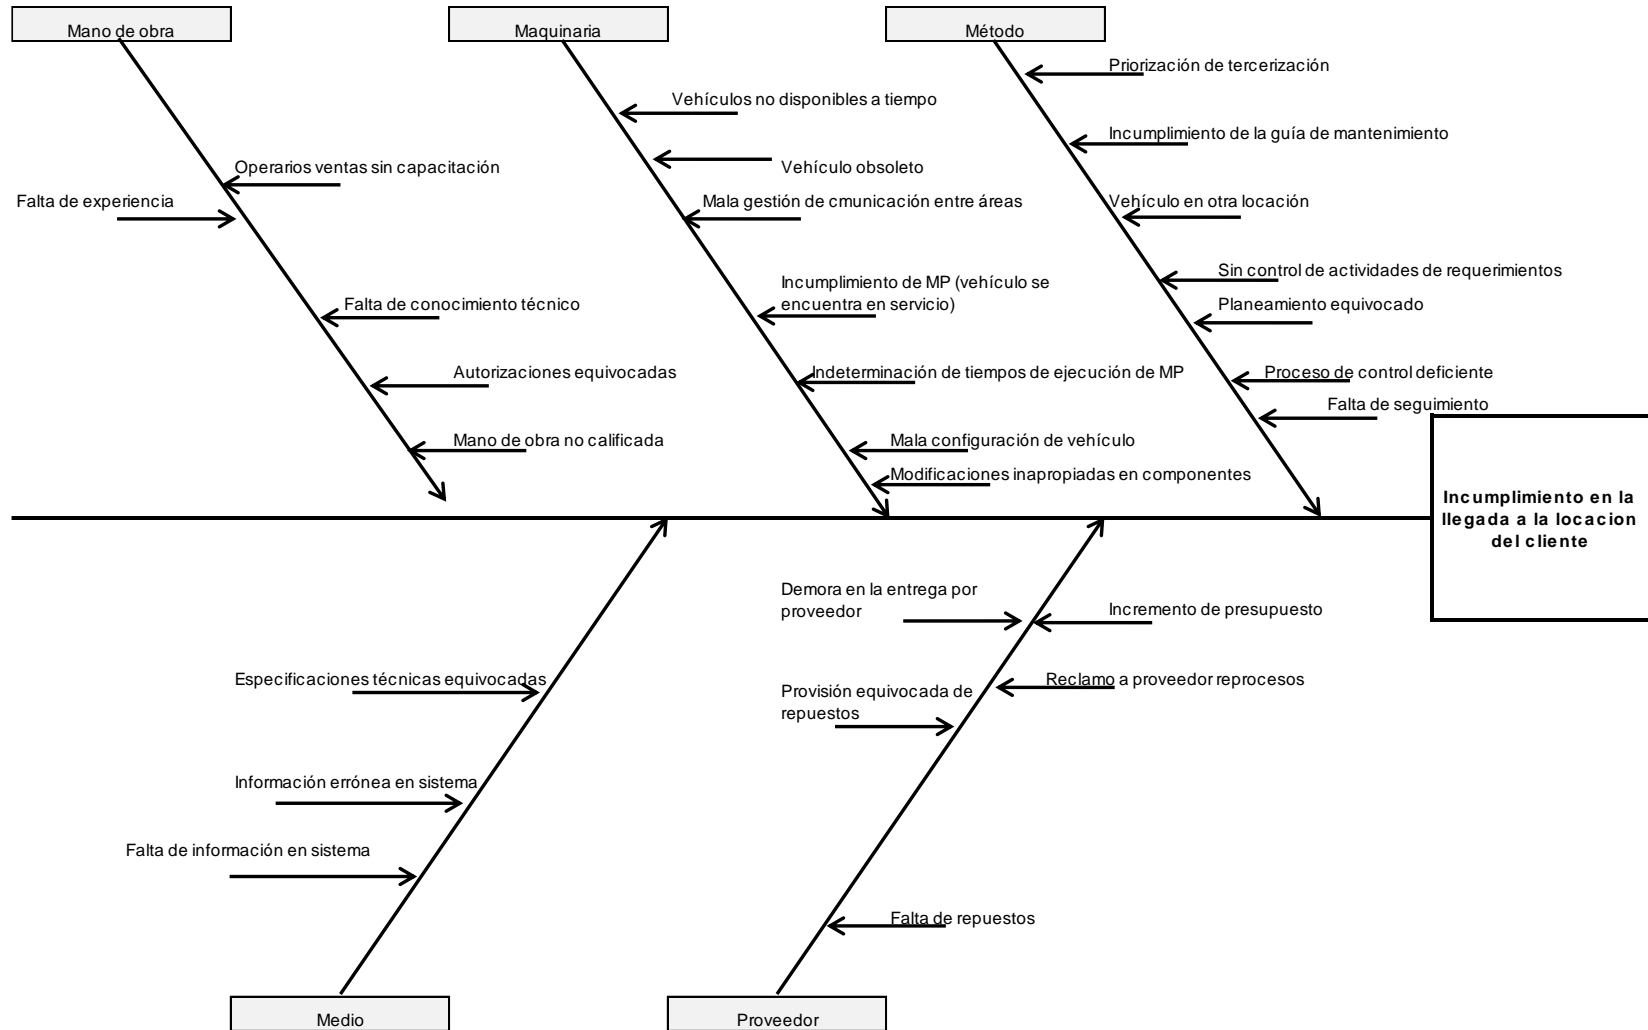 Mano de obra
Maquinaria
Método
Priorización de tercerización
Vehículos no disponibles a tiempo
Incumplimiento de la guía de mantenimiento
Operarios ventas sin capacitación
Vehículo obsoleto
Falta de experiencia
Mala gestión de cmunicación entre áreas
Vehículo en otra locación
Sin control de actividades de requerimientos
Incumplimiento de MP (vehículo se
encuentra en servicio)
Falta de conocimiento técnico
Planeamiento equivocado
Autorizaciones equivocadas
Indeterminación de tiempos de ejecución de MP
Proceso de control deficiente
Falta de seguimiento
Mano de obra no calificada
Mala configuración de vehículo
Modificaciones inapropiadas en componentes
Incumplimiento en la
llegada a la locacion
del cliente
Demora en la entrega por
proveedor
Incremento de presupuesto
Especificaciones técnicas equivocadas
Provisión equivocada de
repuestos
Reclamo a proveedor reprocesos
Información errónea en sistema
Falta de información en sistema
Falta de repuestos
Medio
Proveedor